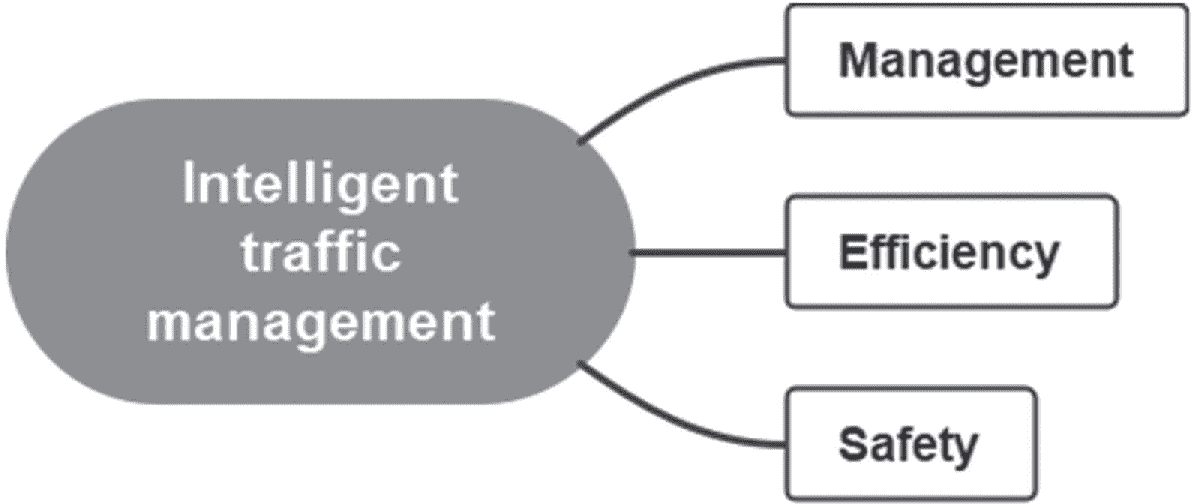 Intelligent
traffic
management
Management
Efficiency
Safety